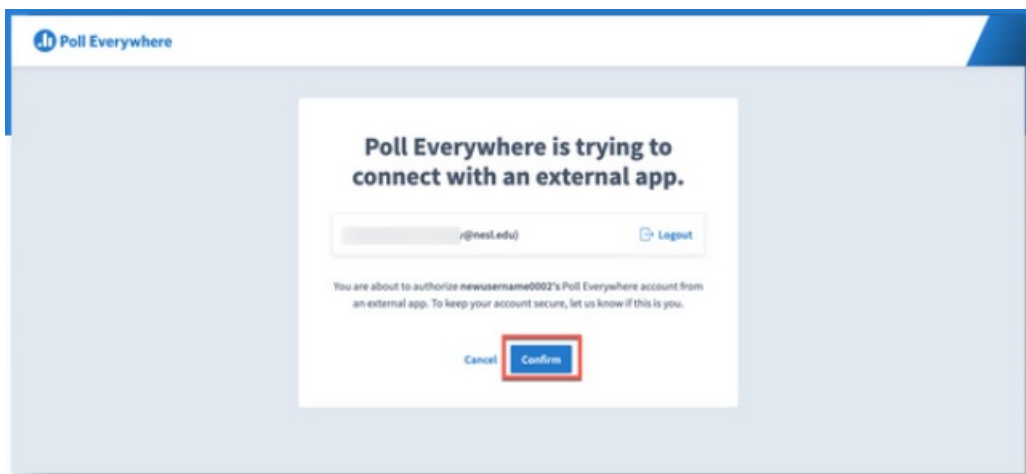 Poll Everywhere
Poll Everywhere is trying to
connect with an external app.
@nesl.edu)
Logout
You are about to authorize newusername0002's Poll Everywhere account from
an external app. To keep your account secure, let us know if this is you.
Cancel
Confirm